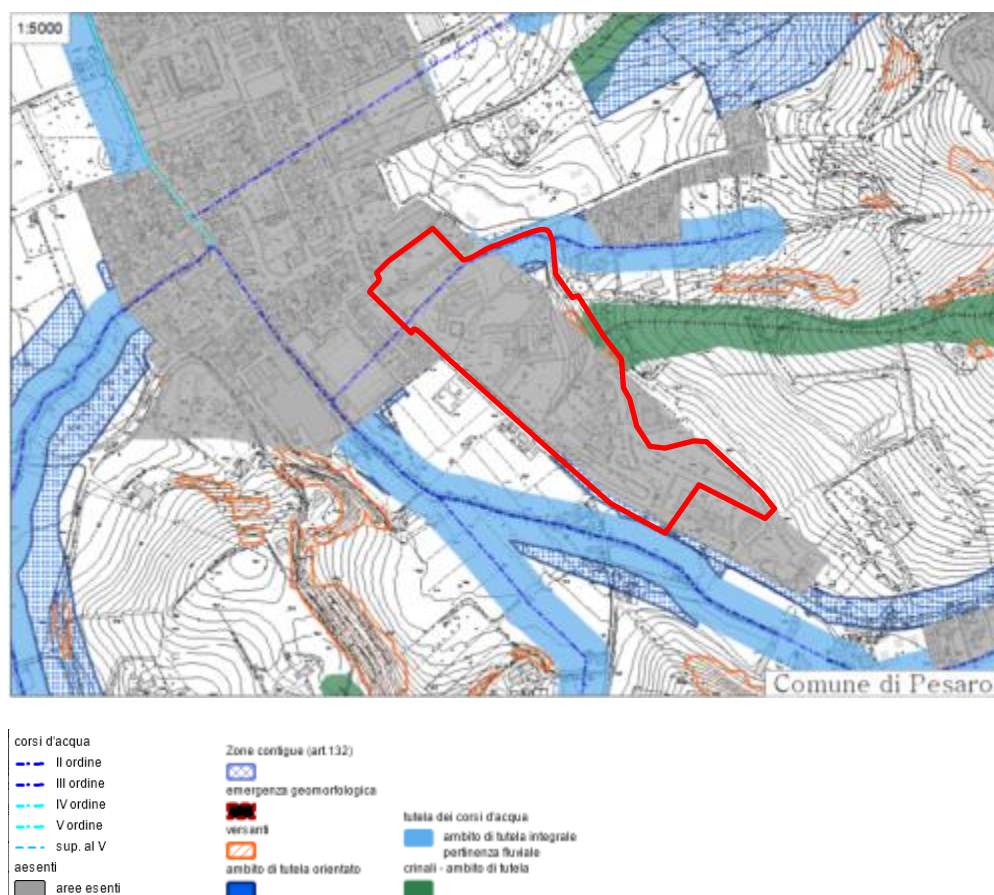 1:5000
Comune di Pesaro
corsi d'acqua
II ordine
III ordine
IV ordine
V ordine
sup. al V
aesenti
aree esenti
Zone contigue (art.132)
emergenza geomorfologica
versanti
ambito di tutela orientato
tutela dei corsi d'acqua
ambito di tutela integrale
pertinenza fluviale
crinali - ambito di tutela